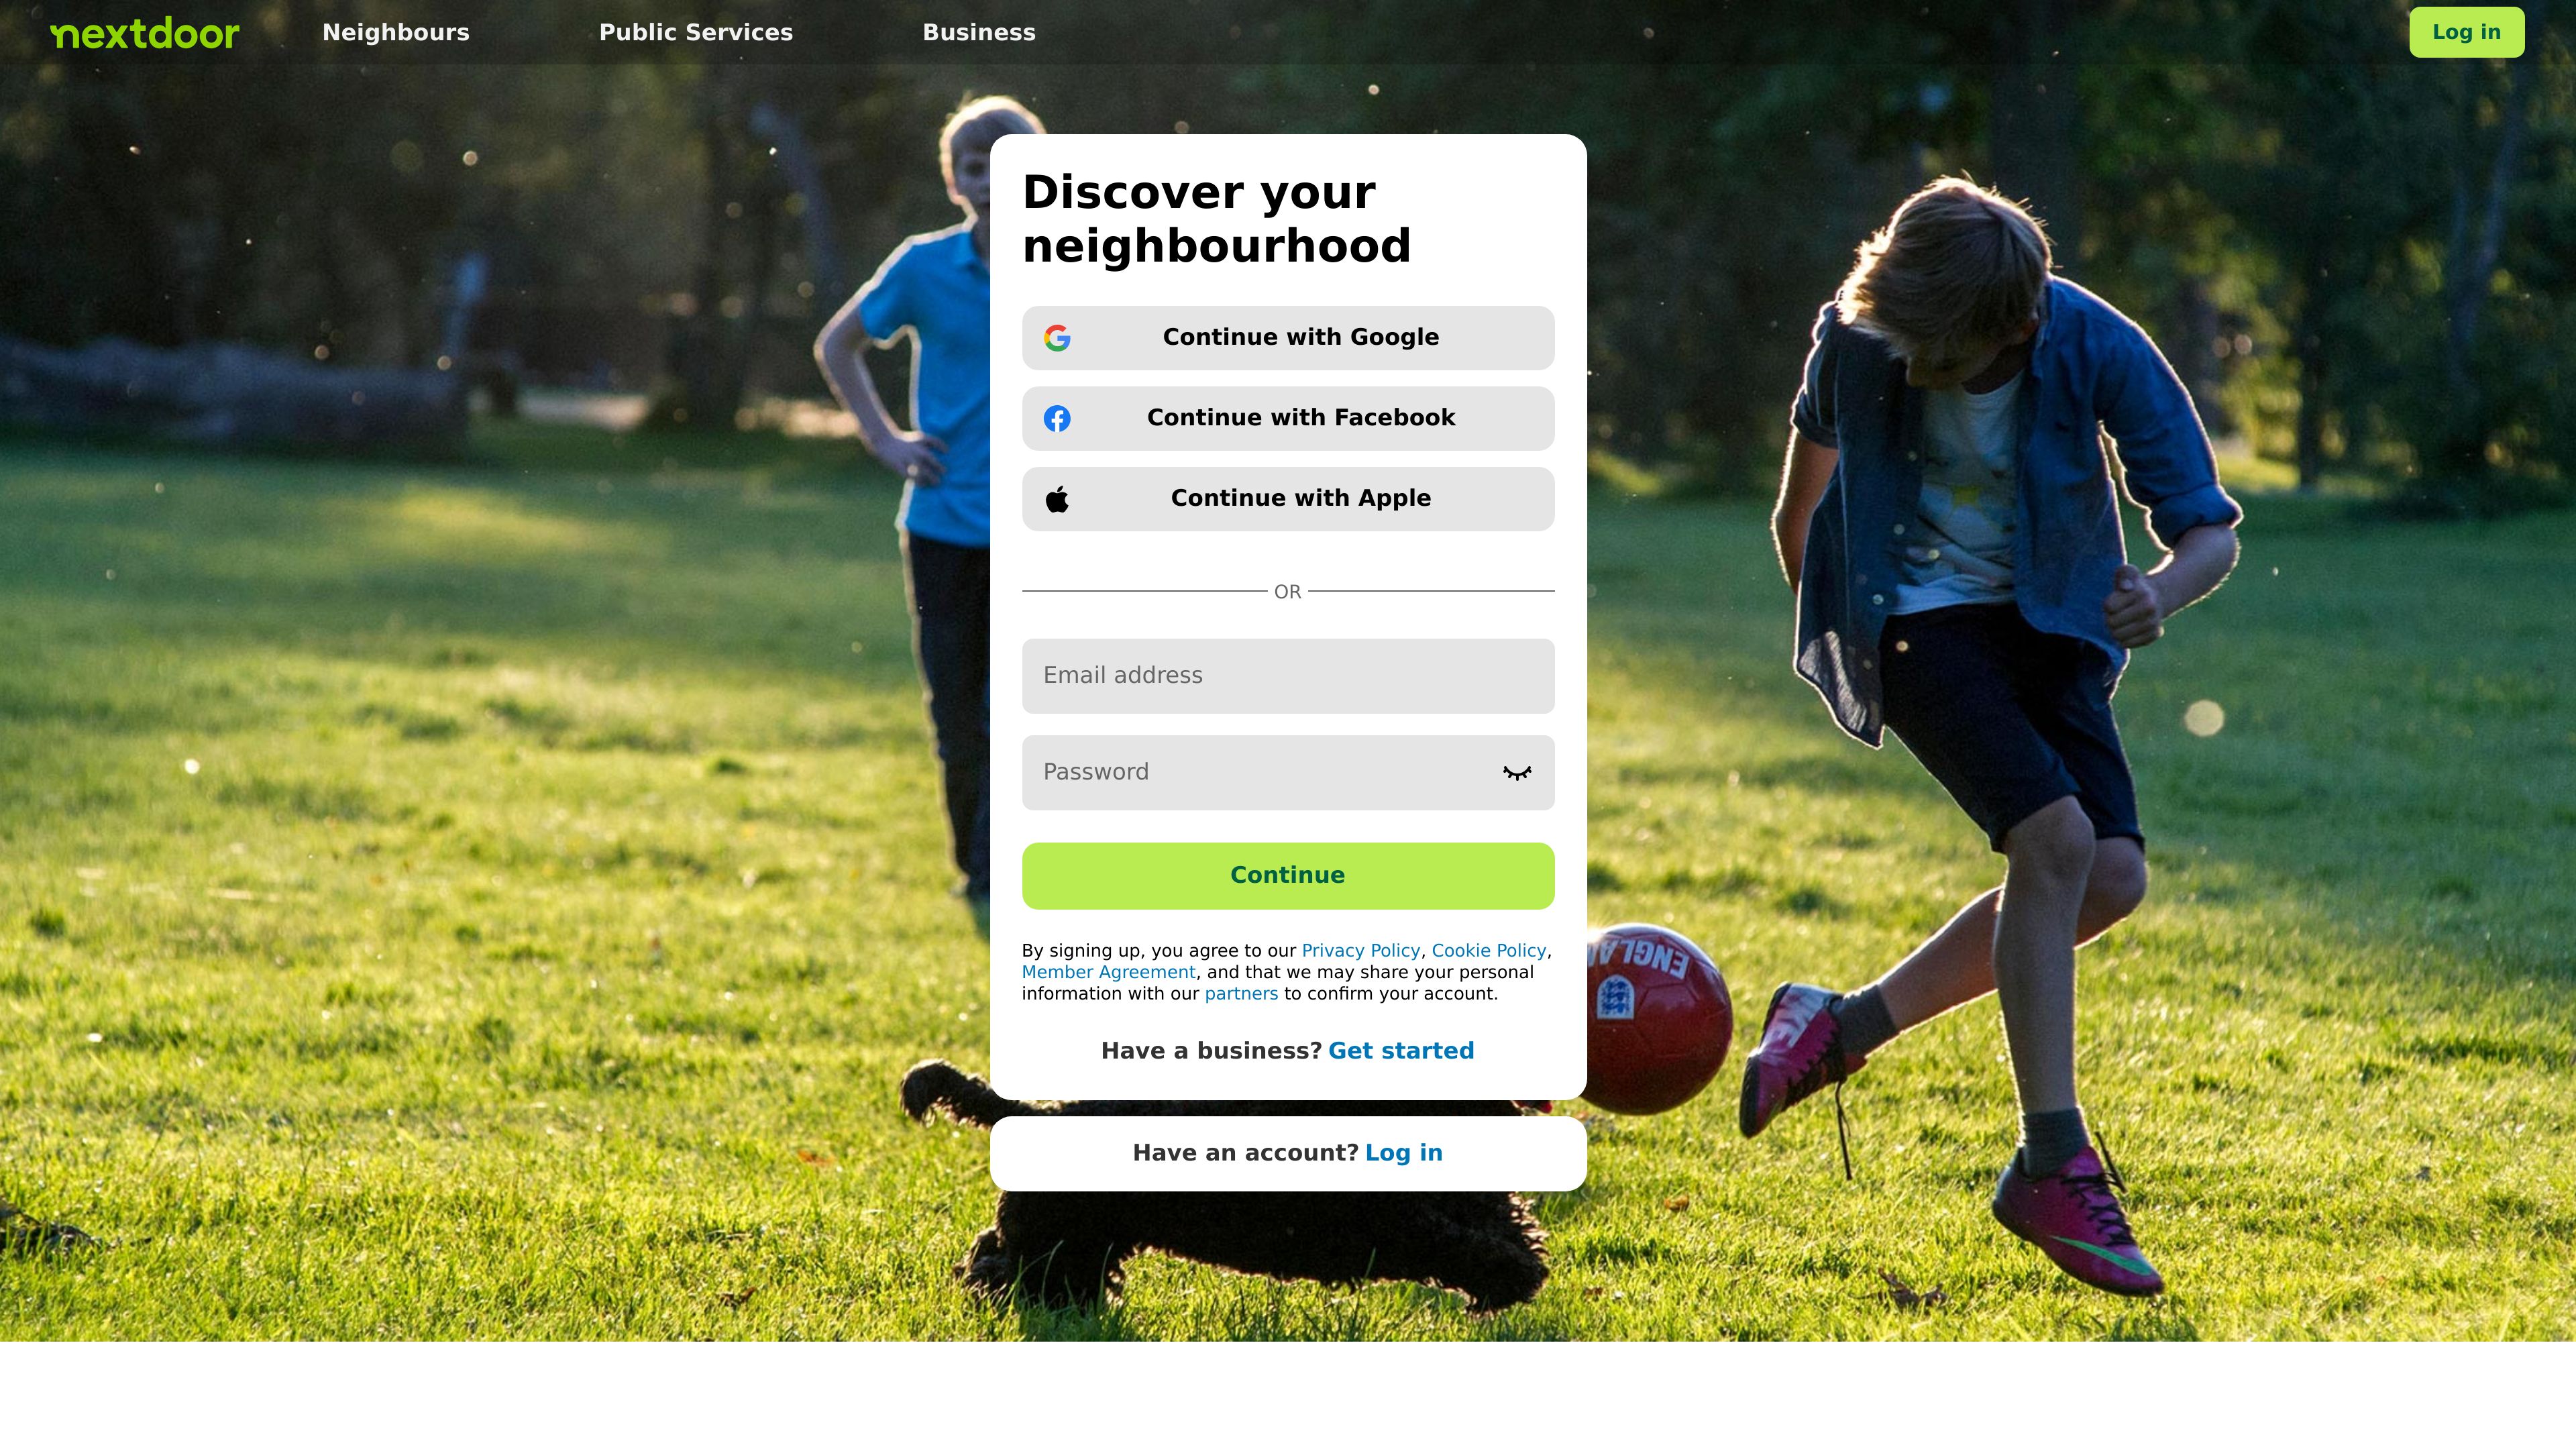 nextdoor
Neighbours
Public Services
Business
Log in
Discover your
neighbourhood
Continue with Google
Continue with Facebook
Continue with Apple
OR
Email address
Password
Continue
By signing up, you agree to our Privacy Policy, Cookie Policy,
Member Agreement, and that we may share your personal
information with our partners to confirm your account.
Have a business? Get started
Have an account? Log in